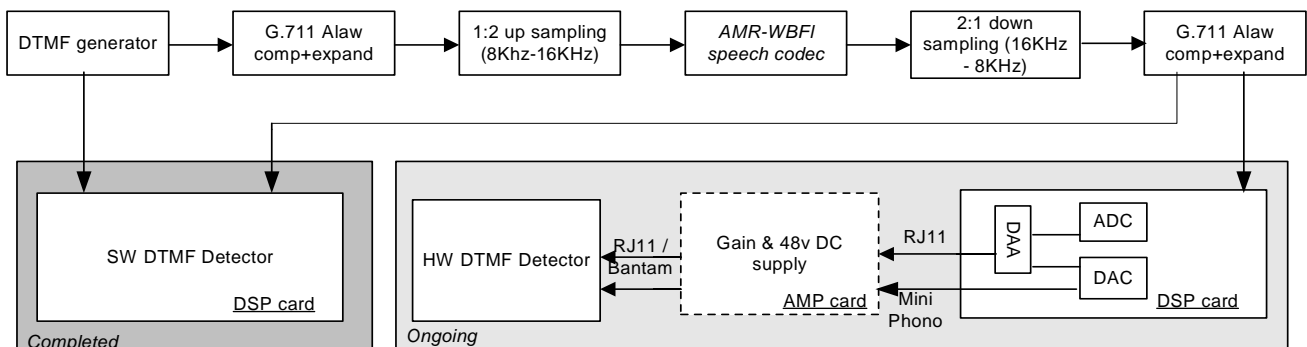 DTMF generator
G.711 Alaw
comp+expand
1:2 up sampling
(8Khz-16KHz)
AMR-WBFI
speech codec
2:1 down
sampling (16KHz
- 8KHz)
G.711 Alaw
comp+expand
SW DTMF Detector
DSP card
Completed
HW DTMF Detector
RJ11 /
Bantam
Gain & 48v DC
supply
AMP card
RJ11
Mini
Phono
DAA
ADC
DAC
DSP card
Ongoing